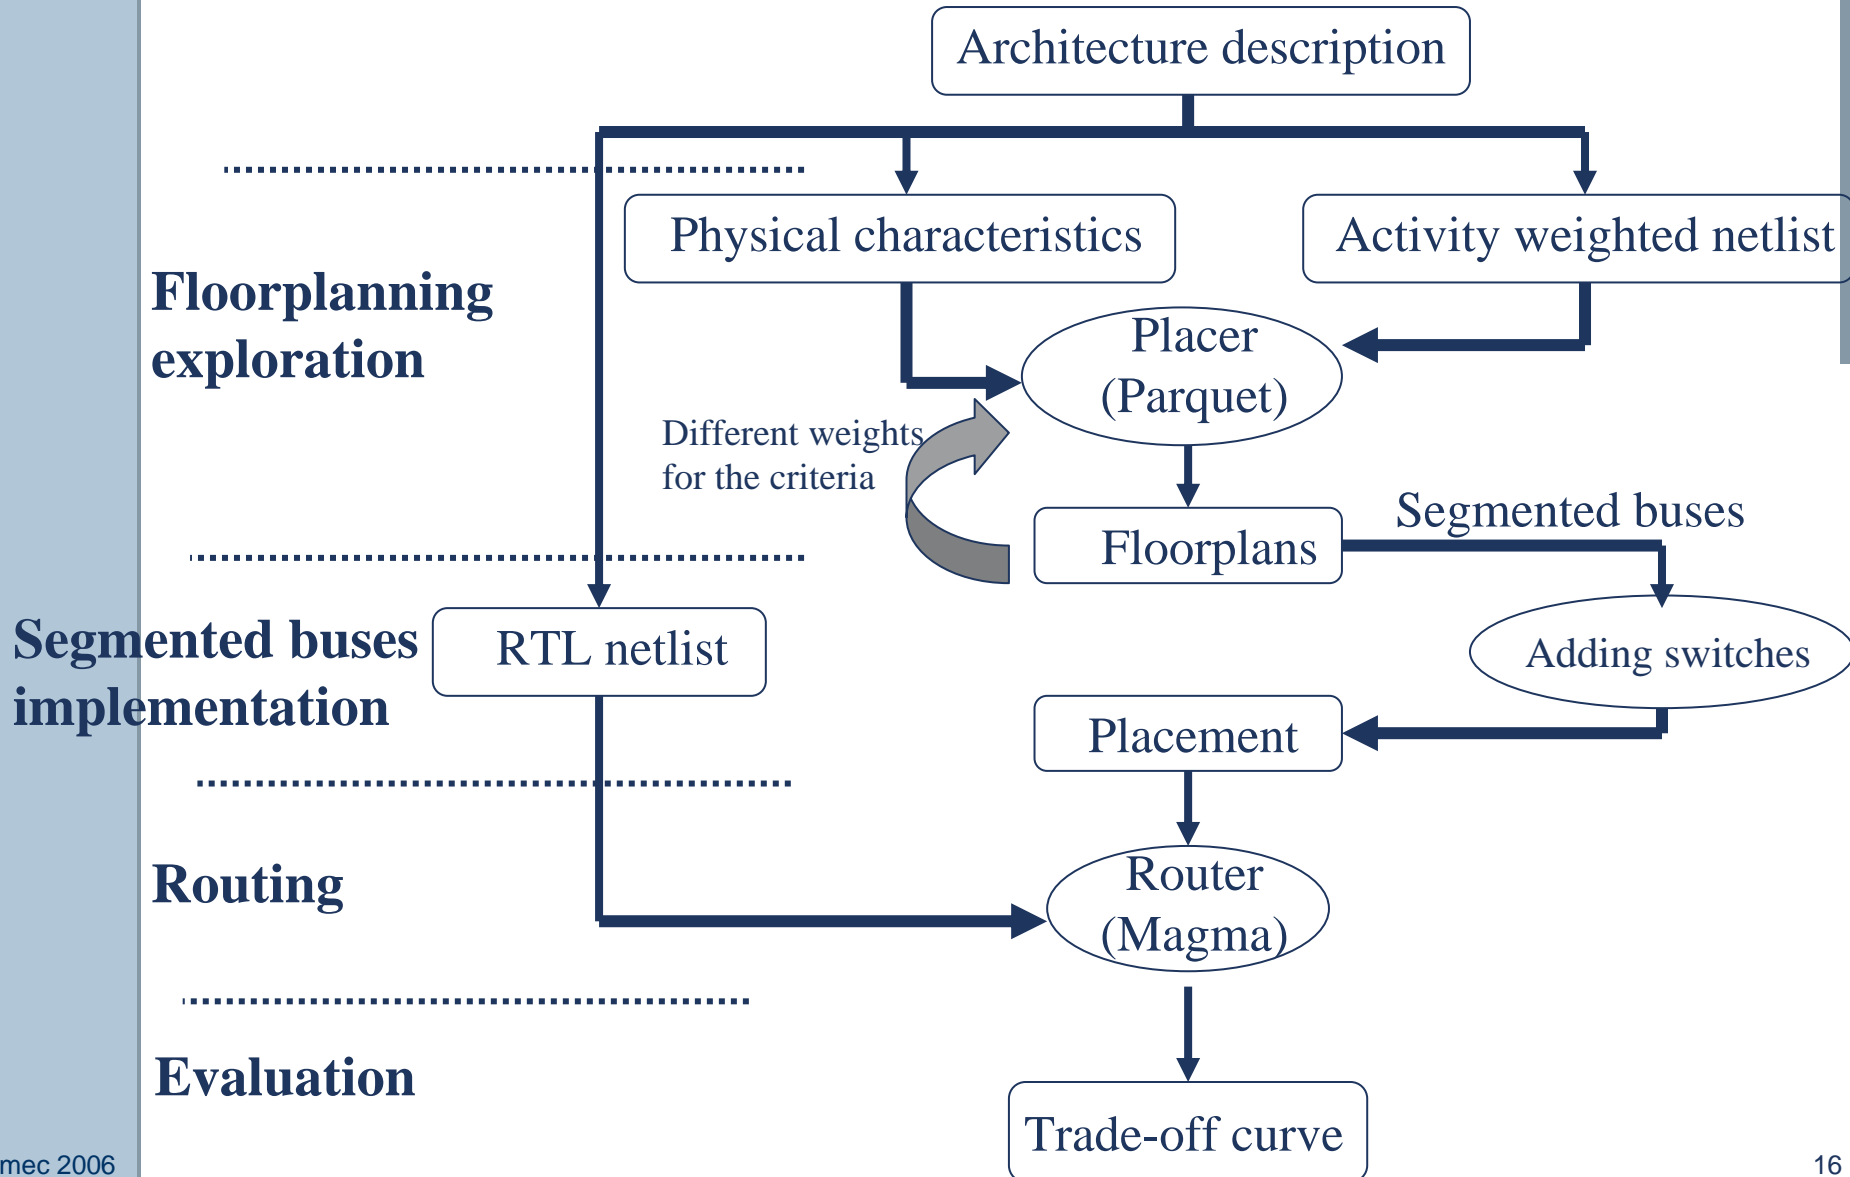 Architecture description
Physical characteristics
Activity weighted netlist
Floorplanning
exploration
Placer
(Parquet)
Different weights
for the criteria
Segmented buses
Floorplans
Segmented buses
implementation
RTL netlist
Adding switches
Placement
Routing
Router
(Magma)
Evaluation
Trade-off curve
mec 2006
16